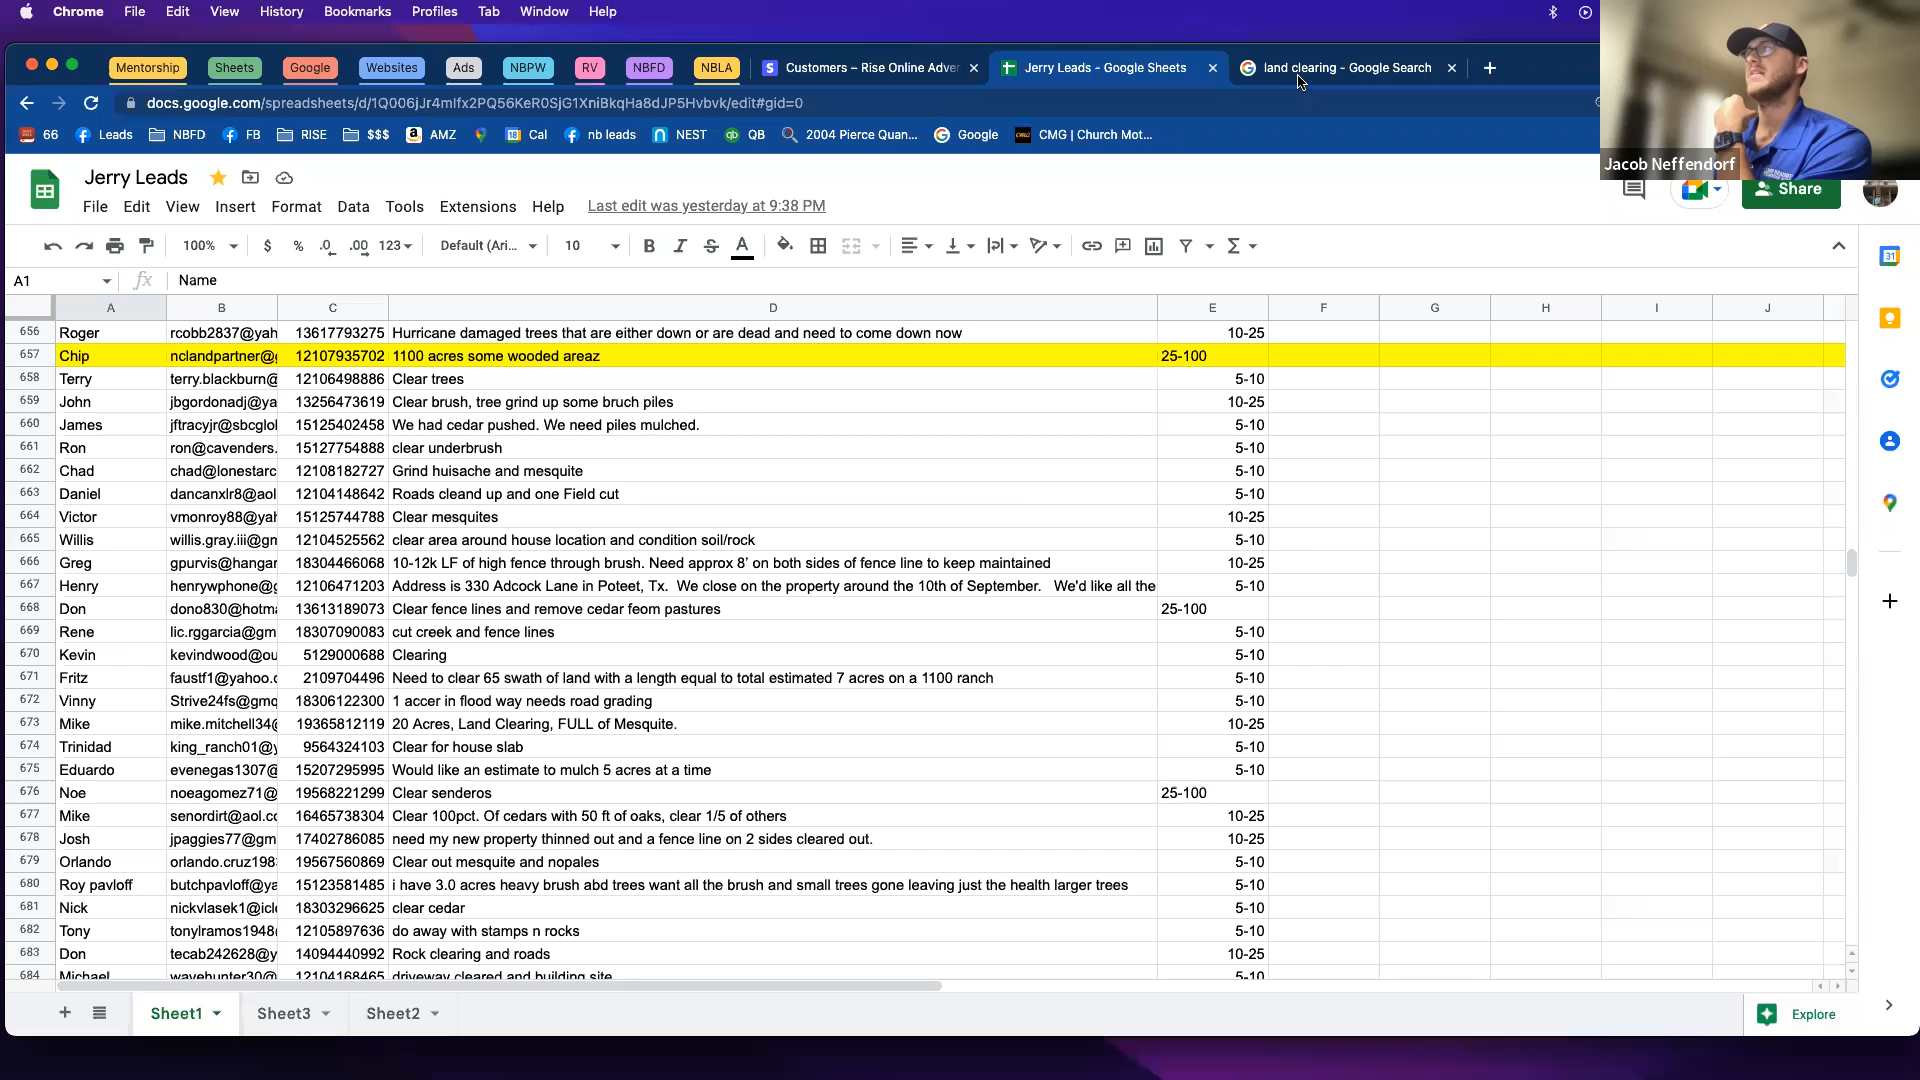 Chrome File Edit View History Bookmarks Profiles Tab Window Help
Mentorship Sheets Google Websites Ads NBPW RV NBFD NBLA Customers – Rise Online Adver Jerry Leads - Google Sheets land clearing - Google Search
docs.google.com/spreadsheets/d/1Q006jJr4mIfx2PQ56KeR0SjG1XniBkqHa8dJP5Hvbvk/edit#gid=0
66 Leads NBFD FB RISE $$$ AMZ Cal nb leads NEST QB 2004 Pierce Quan... Google CMG | Church Mot...
Jacob Neffendorf
Jerry Leads
File Edit View Insert Format Data Tools Extensions Help Last edit was yesterday at 9:38 PM
Share
100% $ % .0 .00 123 Default (Ari... 10 B I S A
A1 fx Name
A B C D E F G H I J
656 Roger rcobb2837@yah 13617793275 Hurricane damaged trees that are either down or are dead and need to come down now 10-25
657 Chip nclandpartner@g 12107935702 1100 acres some wooded areaz 25-100
658 Terry terry.blackburn@ 12106498886 Clear trees 5-10
659 John jbgordonadj@ya 13256473619 Clear brush, tree grind up some bruch piles 10-25
660 James jftracyjr@sbcglol 15125402458 We had cedar pushed. We need piles mulched. 5-10
661 Ron ron@cavenders. 15127754888 clear underbrush 5-10
662 Chad chad@lonestarc 12108182727 Grind huisache and mesquite 5-10
663 Daniel dancanxlr8@aol 12104148642 Roads cleand up and one Field cut 5-10
664 Victor vmonroy88@yah 15125744788 Clear mesquites 10-25
665 Willis willis.gray.iii@gm 12104525562 clear area around house location and condition soil/rock 5-10
666 Greg gpurvis@hangar 18304466068 10-12k LF of high fence through brush. Need approx 8’ on both sides of fence line to keep maintained 10-25
667 Henry henrywphone@g 12106471203 Address is 330 Adcock Lane in Poteet, Tx. We close on the property around the 10th of September. We'd like all the 5-10
668 Don dono830@hotma 13613189073 Clear fence lines and remove cedar feom pastures 25-100
669 Rene lic.rggarcia@gm 18307090083 cut creek and fence lines 5-10
670 Kevin kevindwood@ou 5129000688 Clearing 5-10
671 Fritz faustf1@yahoo.c 2109704496 Need to clear 65 swath of land with a length equal to total estimated 7 acres on a 1100 ranch 5-10
672 Vinny Strive24fs@gmq 18306122300 1 accer in flood way needs road grading 5-10
673 Mike mike.mitchell34@ 19365812119 20 Acres, Land Clearing, FULL of Mesquite. 10-25
674 Trinidad king_ranch01@y 9564324103 Clear for house slab 5-10
675 Eduardo evenegas1307@ 15207295995 Would like an estimate to mulch 5 acres at a time 5-10
676 Noe noeagomez71@ 19568221299 Clear senderos 25-100
677 Mike senordirt@aol.co 16465738304 Clear 100pct. Of cedars with 50 ft of oaks, clear 1/5 of others 10-25
678 Josh jpaggies77@gm 17402786085 need my new property thinned out and a fence line on 2 sides cleared out. 10-25
679 Orlando orlando.cruz198 19567560869 Clear out mesquite and nopales 5-10
680 Roy pavloff butchpavloff@ya 15123581485 i have 3.0 acres heavy brush abd trees want all the brush and small trees gone leaving just the health larger trees 5-10
681 Nick nickvlasek1@icl 18303296625 clear cedar 5-10
682 Tony tonylramos1948 12105897636 do away with stamps n rocks 5-10
683 Don tecab242628@y 14094440992 Rock clearing and roads 10-25
684 Michael wavehunter30@ 12104168465 driveway cleared and building site 5-10
Sheet1 Sheet3 Sheet2 Explore